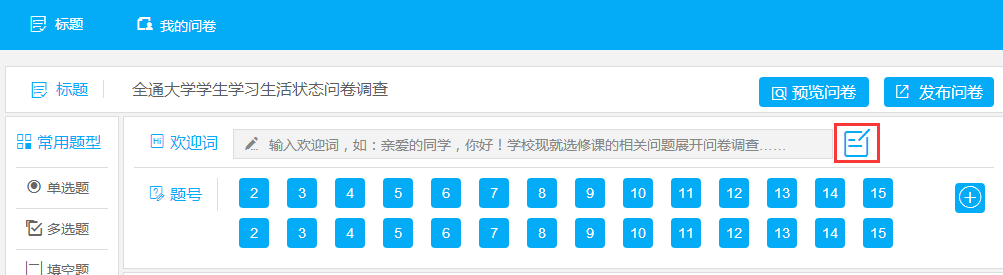 标题 我的问卷
标题 全通大学学生学习生活状态问卷调查 预览问卷 发布问卷
常用题型
Hi 欢迎词 输入欢迎词，如：亲爱的同学，你好！学校现就选修课的相关问题展开问卷调查......
单选题
题号 2 3 4 5 6 7 8 9 10 11 12 13 14 15
多选题
2 3 4 5 6 7 8 9 10 11 12 13 14 15
填空题